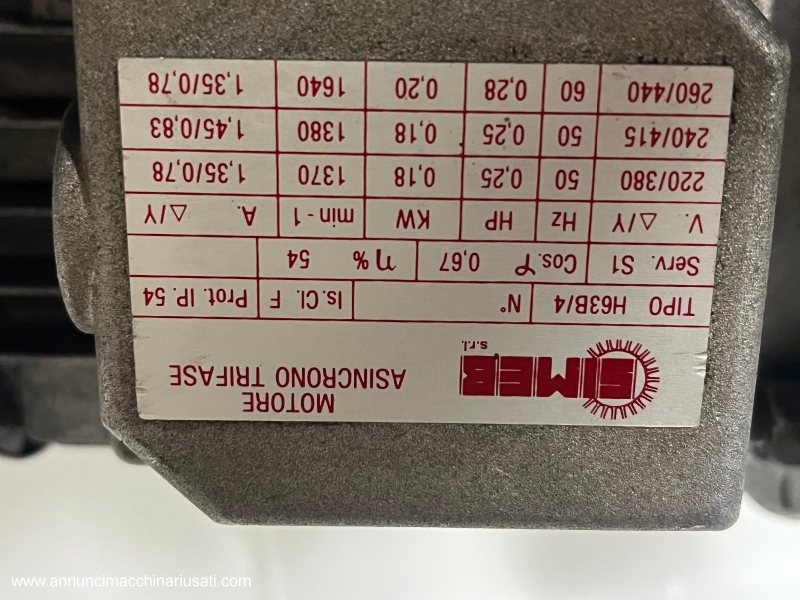 SIMEB
s.r.l.
MOTORE
ASINCRONO TRIFASE
TIPO H63B/4 N° Is.Cl. F Prot. IP. 54
Serv. S1 Cos.φ 0,67 η% 54
V. △/Y Hz HP KW min-1 A. △/Y
220/380 50 0,25 0,18 1370 1,35/0,78
240/415 50 0,25 0,18 1380 1,45/0,83
260/440 60 0,28 0,20 1640 1,35/0,78
www.annuncimacchinariusati.com